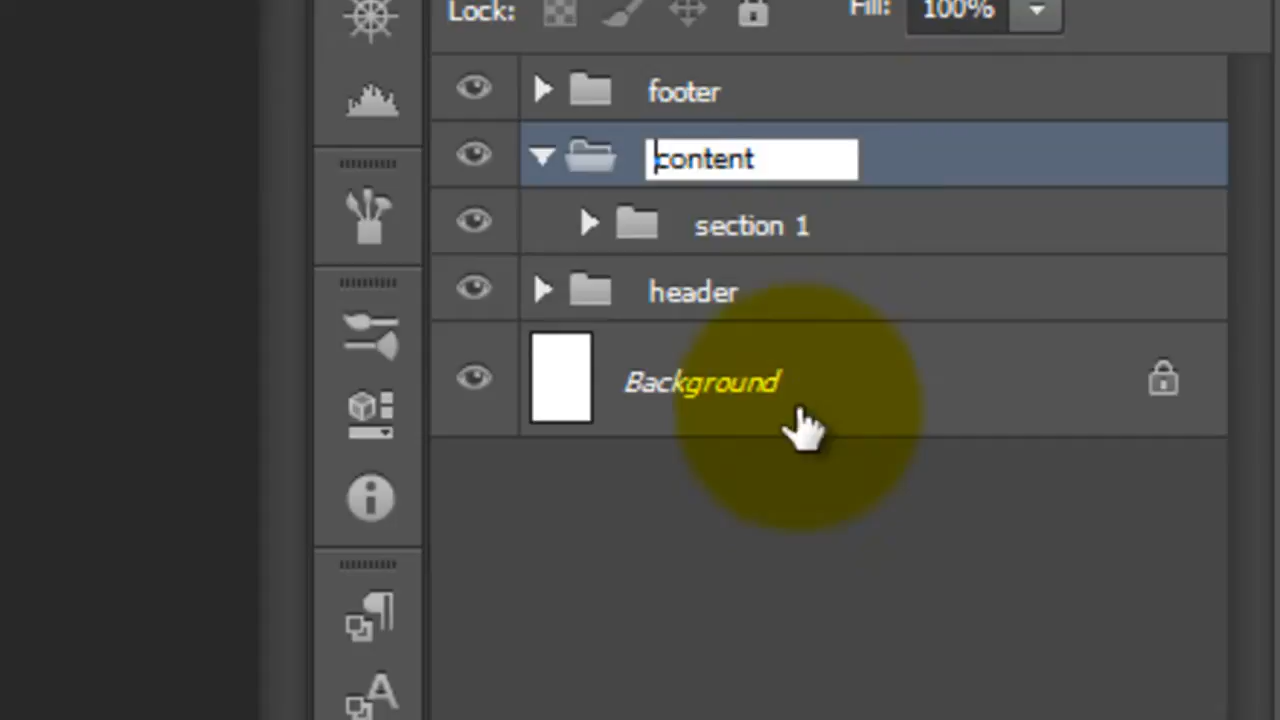 Lock: Fill: 100%
footer
content
section 1
header
Background